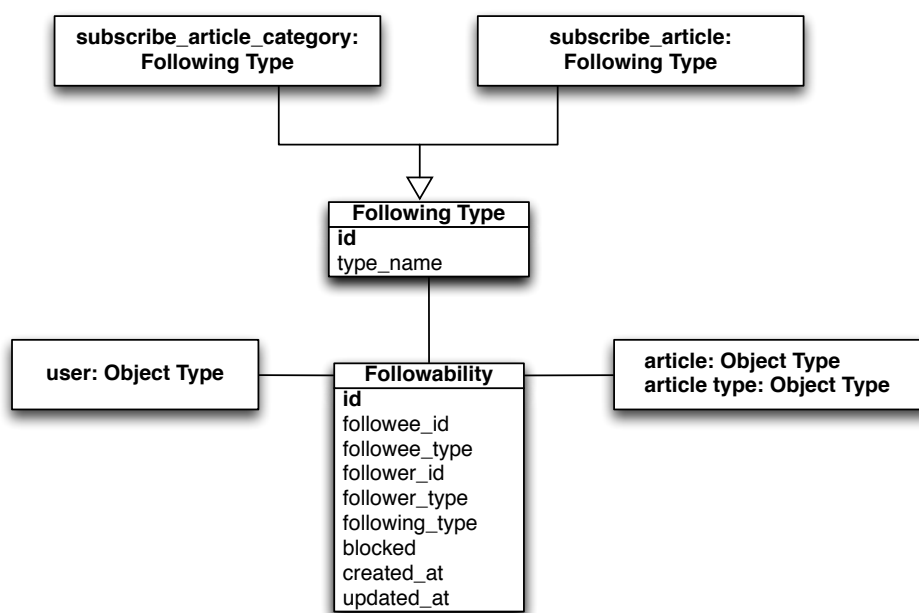 subscribe_article_category:
Following Type
subscribe_article:
Following Type
Following Type
id
type_name
user: Object Type
Followability
id
followee_id
followee_type
follower_id
follower_type
following_type
blocked
created_at
updated_at
article: Object Type
article type: Object Type